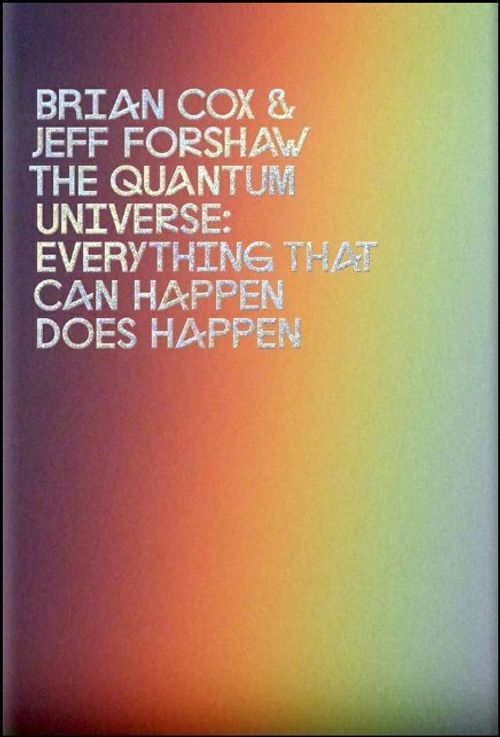 BRIAN COX &
JEFF FORSHAW
THE QUANTUM
UNIVERSE:
EVERYTHING THAT
CAN HAPPEN
DOES HAPPEN